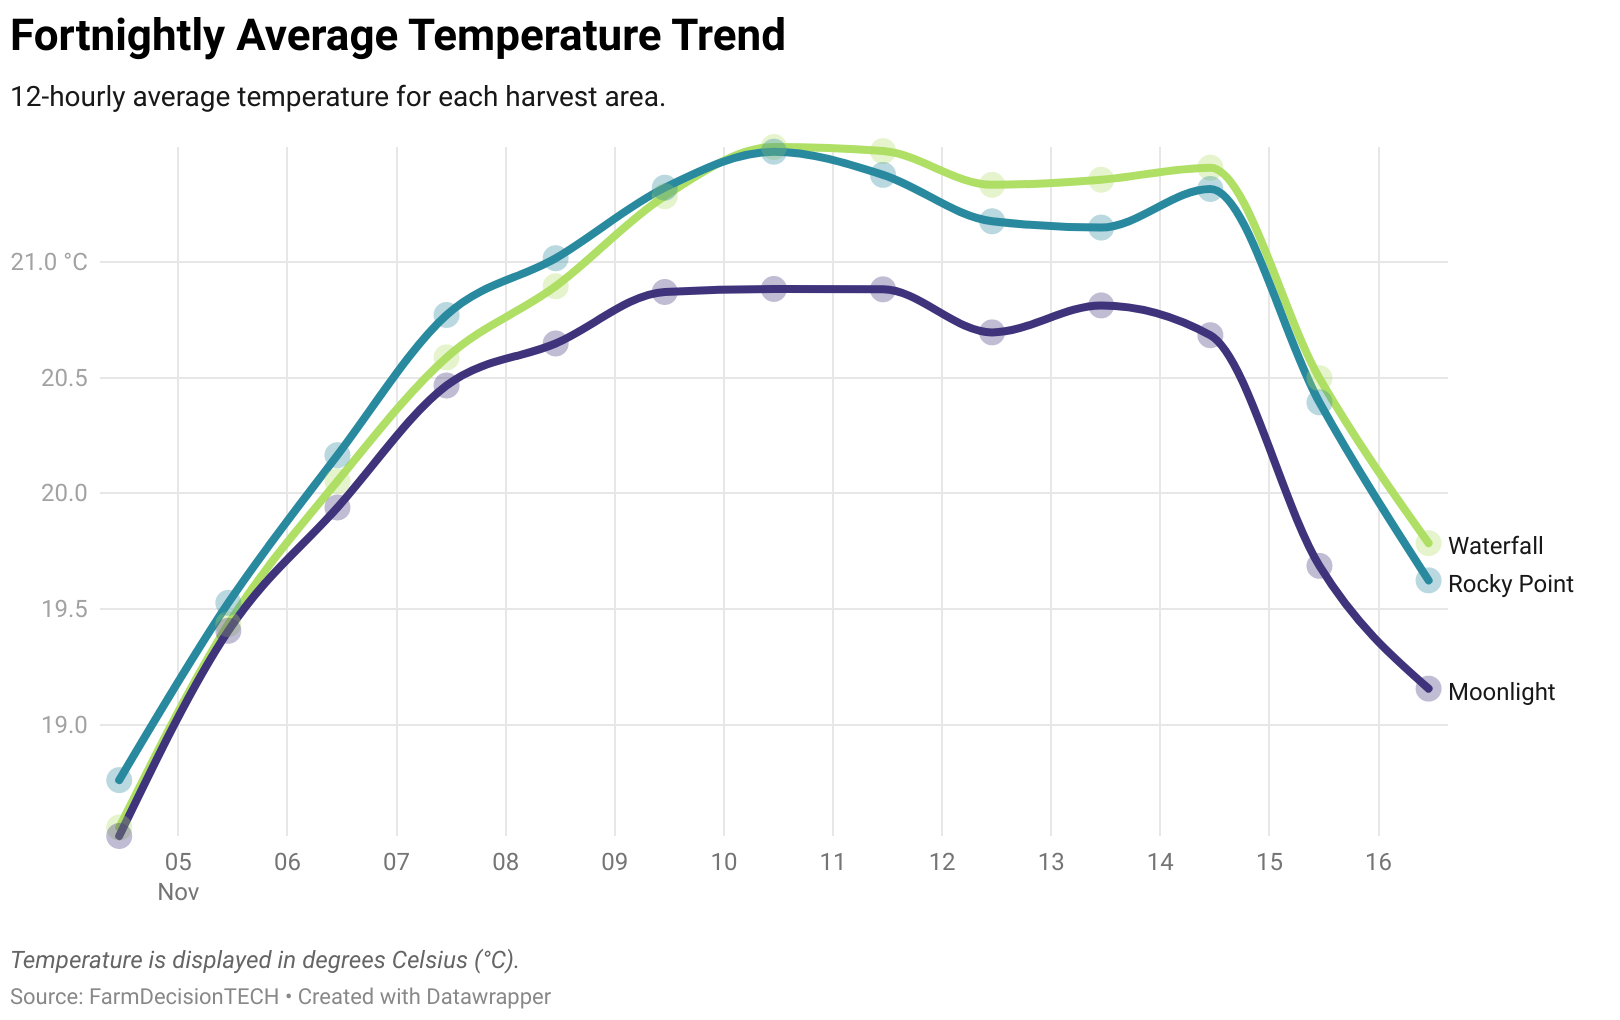 Fortnightly Average Temperature Trend
12-hourly average temperature for each harvest area.
21.0 °C
20.5
20.0
19.5
19.0
Waterfall
Rocky Point
Moonlight
05 06 07 08 09 10 11 12 13 14 15 16
Nov
Temperature is displayed in degrees Celsius (°C).
Source: FarmDecisionTECH • Created with Datawrapper